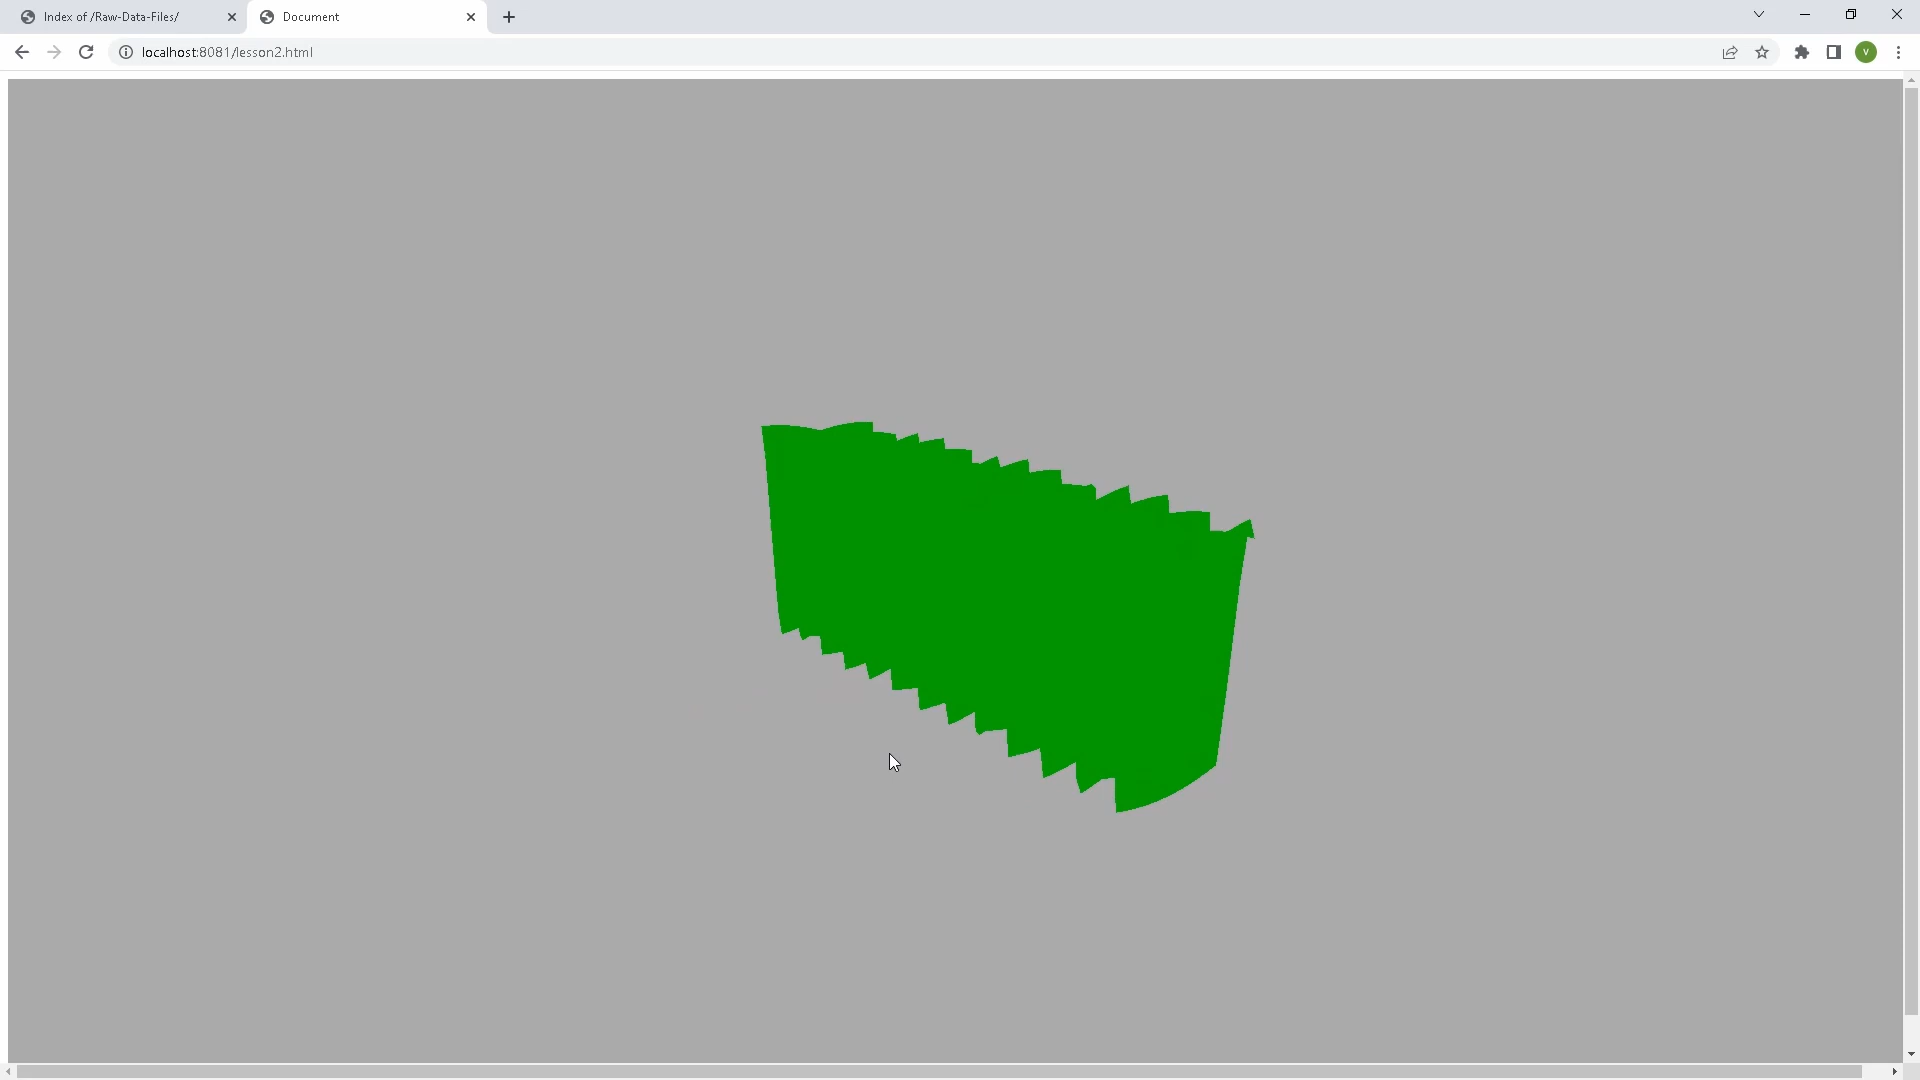 Index of /Raw-Data-Files/
Document
localhost:8081/lesson2.html
V